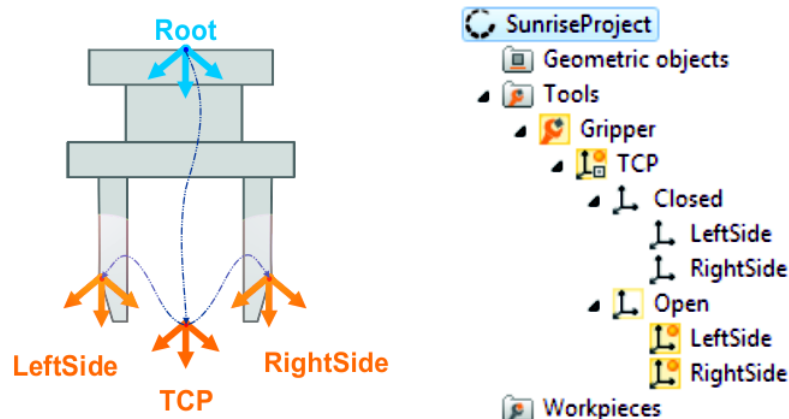 Root
LeftSide
TCP
RightSide
SunriseProject
Geometric objects
Tools
Gripper
TCP
Closed
LeftSide
RightSide
Open
LeftSide
RightSide
Workpieces